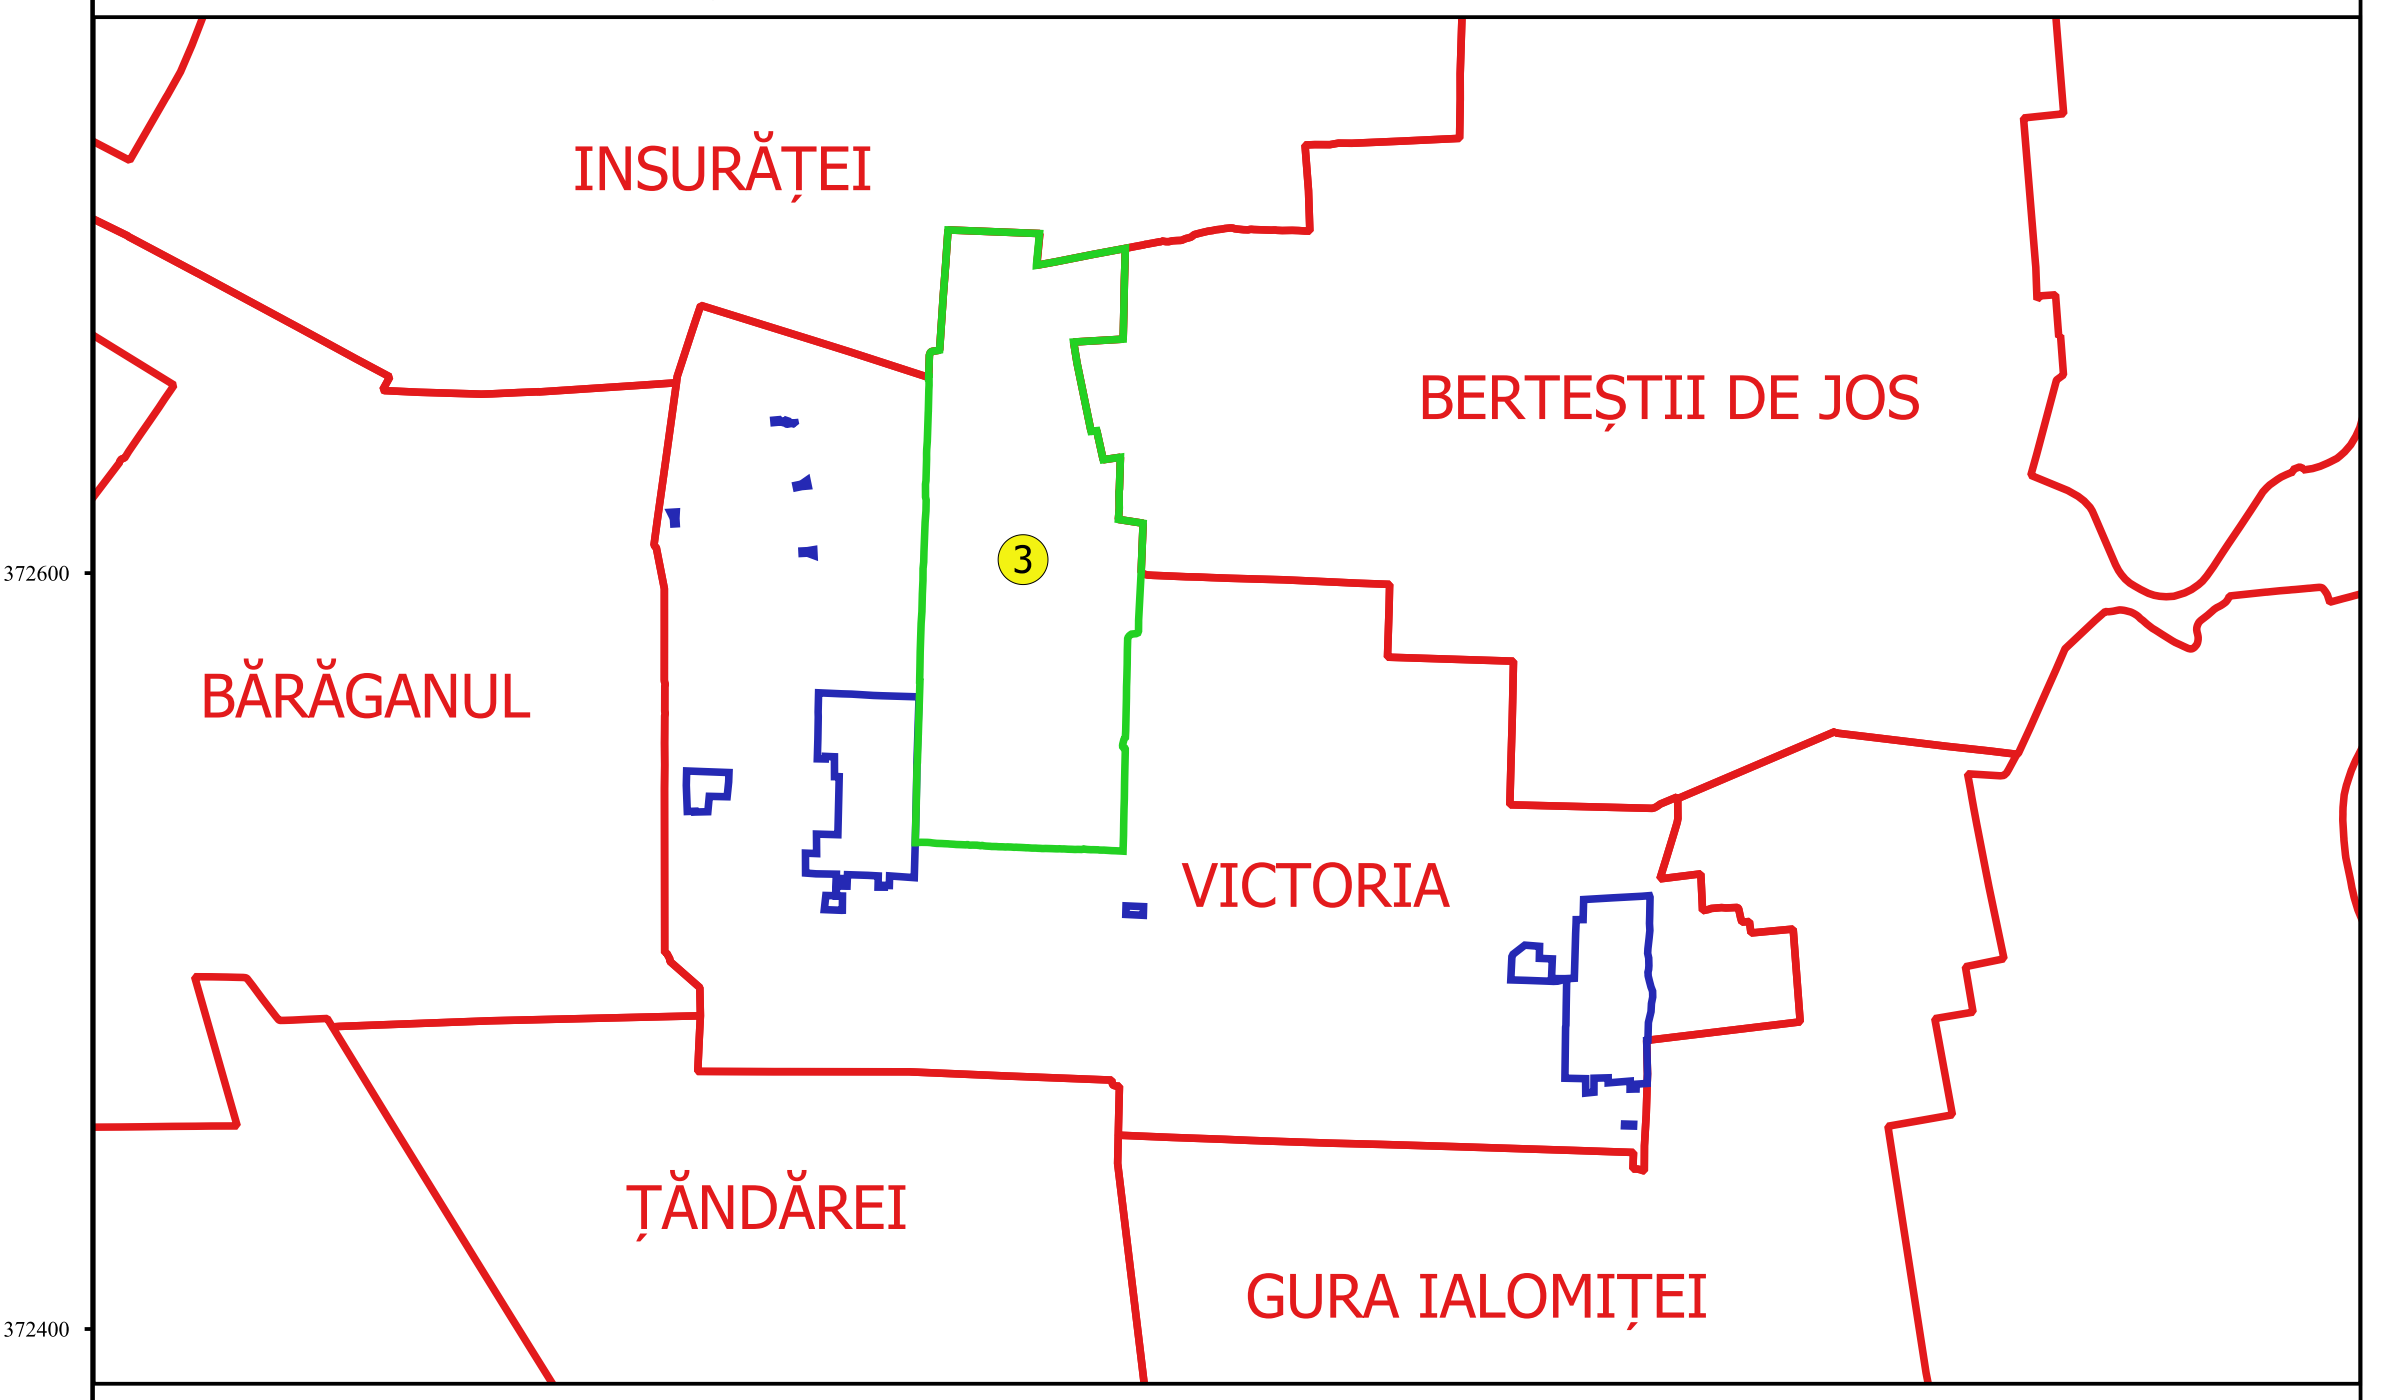 INSURĂȚEI
BERTEȘTII DE JOS
3
372600
BĂRĂGANUL
VICTORIA
ȚĂNDĂREI
GURA IALOMIȚEI
372400